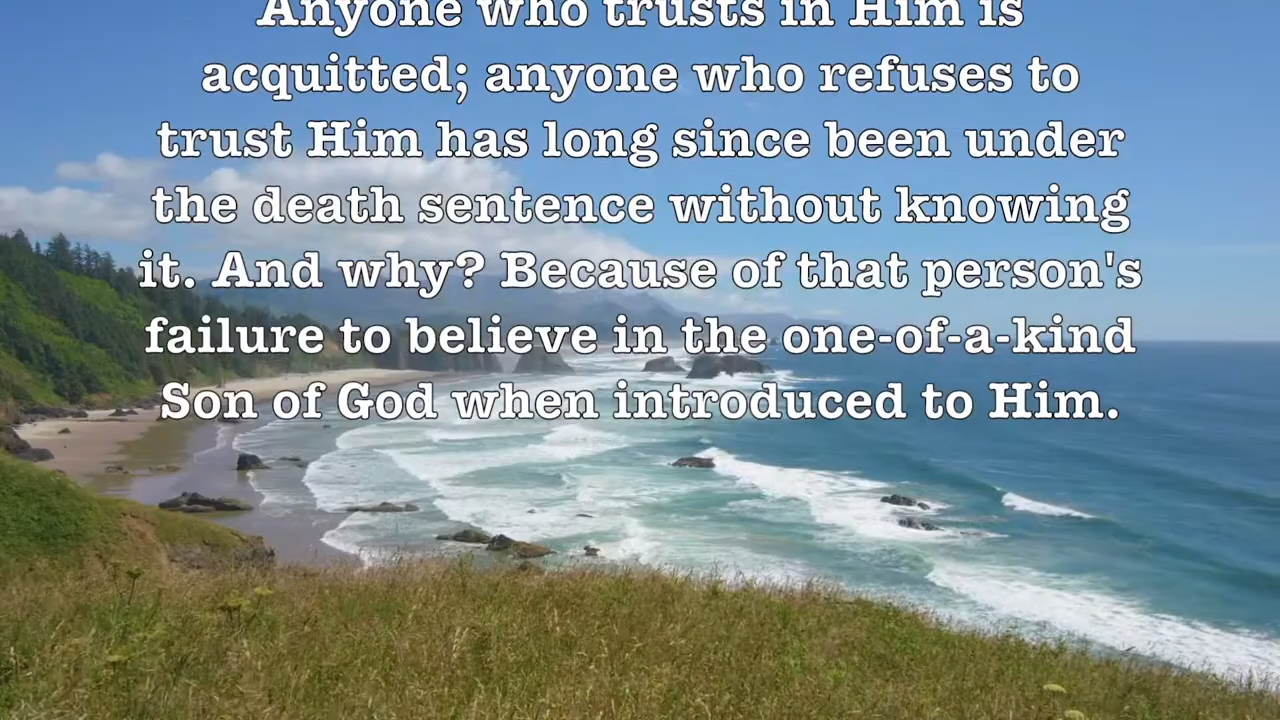 Anyone who trusts in Him is
acquitted; anyone who refuses to
trust Him has long since been under
the death sentence without knowing
it. And why? Because of that person's
failure to believe in the one-of-a-kind
Son of God when introduced to Him.